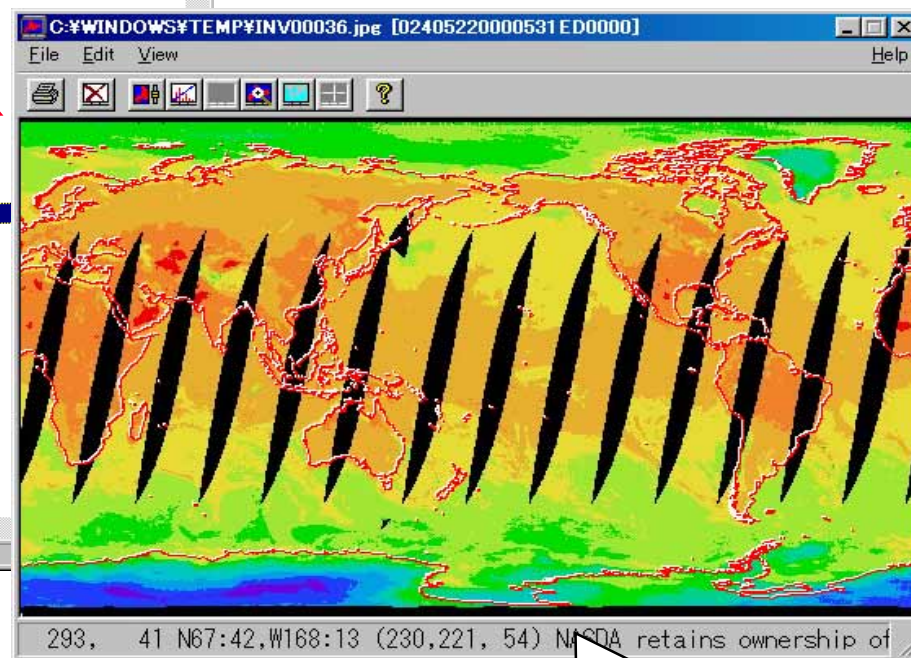 C:¥WINDOWS¥TEMP¥INV00036.jpg [02405220000531ED0000]
File Edit View Help
293, 41 N67:42,W168:13 (230,221, 54) NASDA retains ownership of